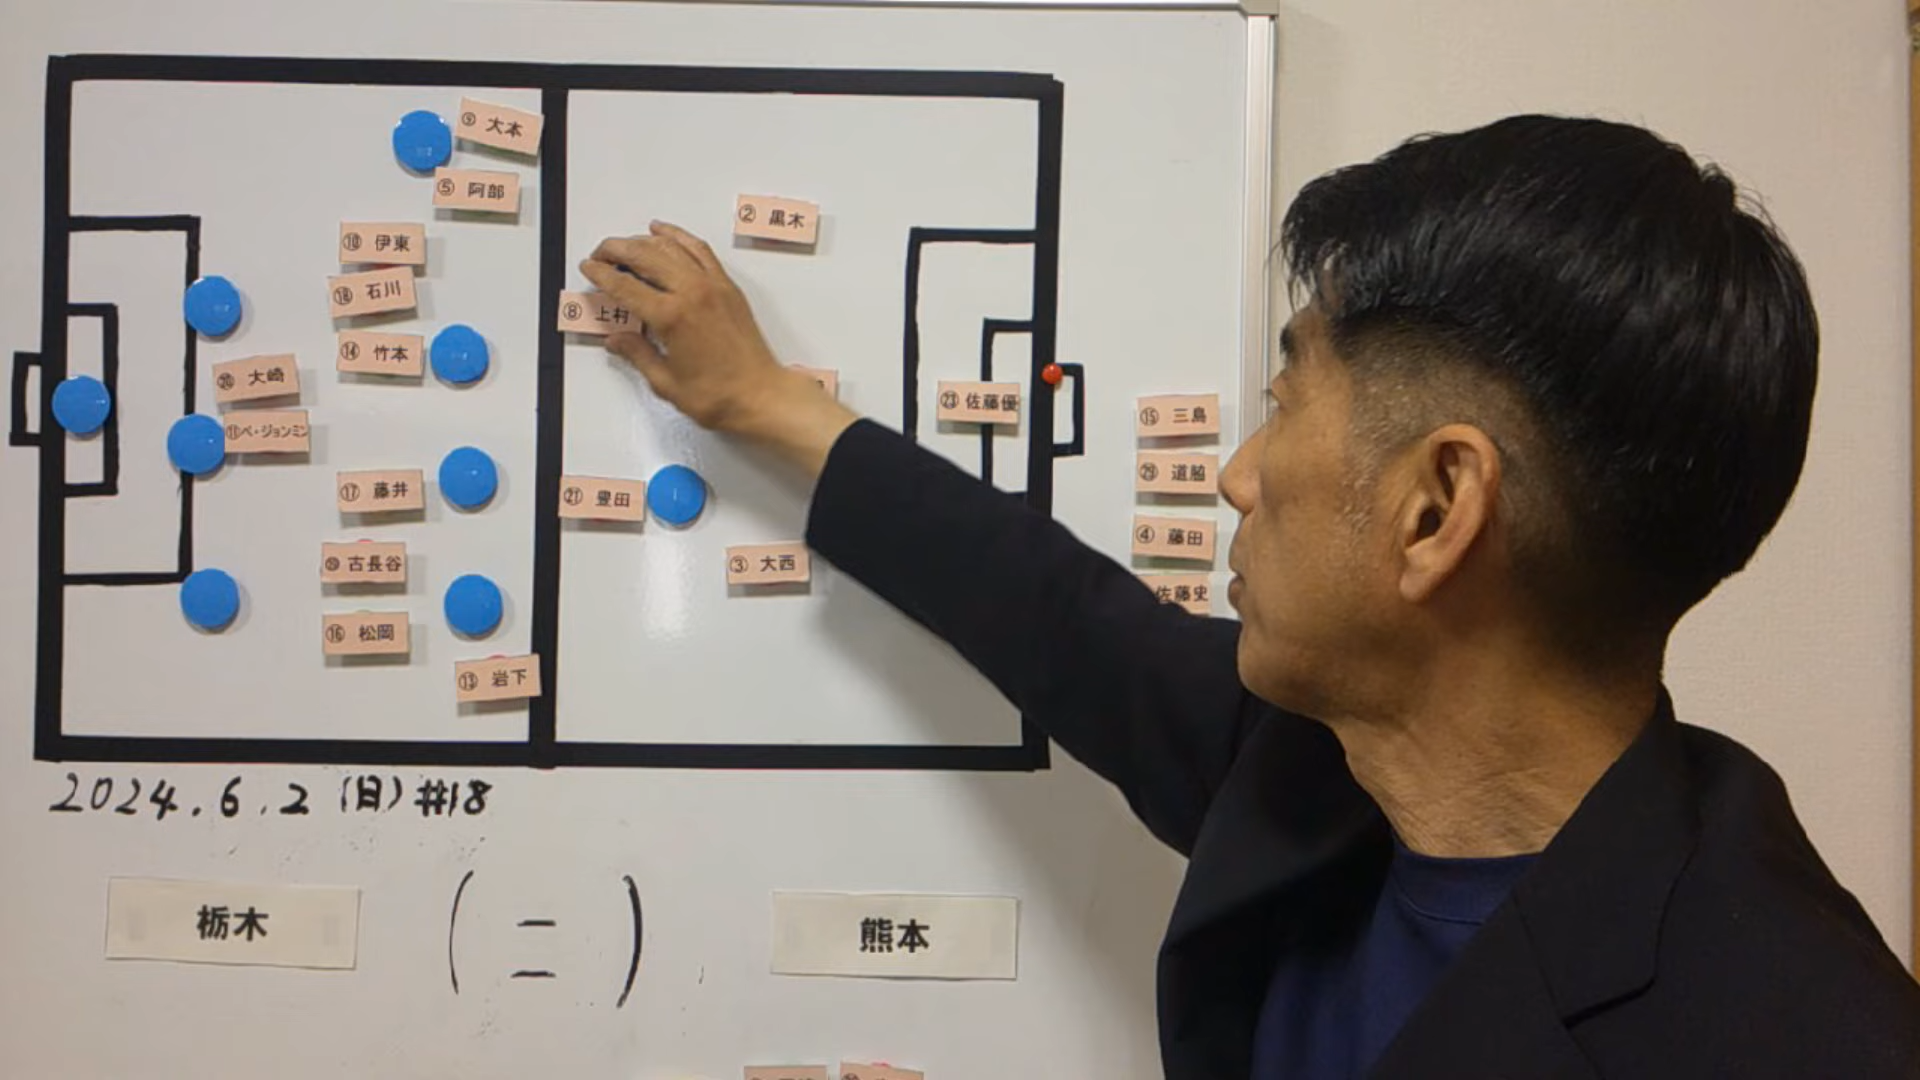 ⑨ 大本
⑤ 阿部
⑩ 伊東
② 黒木
⑱ 石川
⑧ 上村
⑭ 竹本
⑳ 大崎
⑪ペ・ジョンミン
㉓ 佐藤優
⑮ 三島
㉙ 道脇
⑰ 藤井
㉑ 豊田
④ 藤田
古長谷
③ 大西
佐藤史
⑯ 松岡
⑬ 岩下
2024.6.2(日)#18
栃木 ( - - ) 熊本